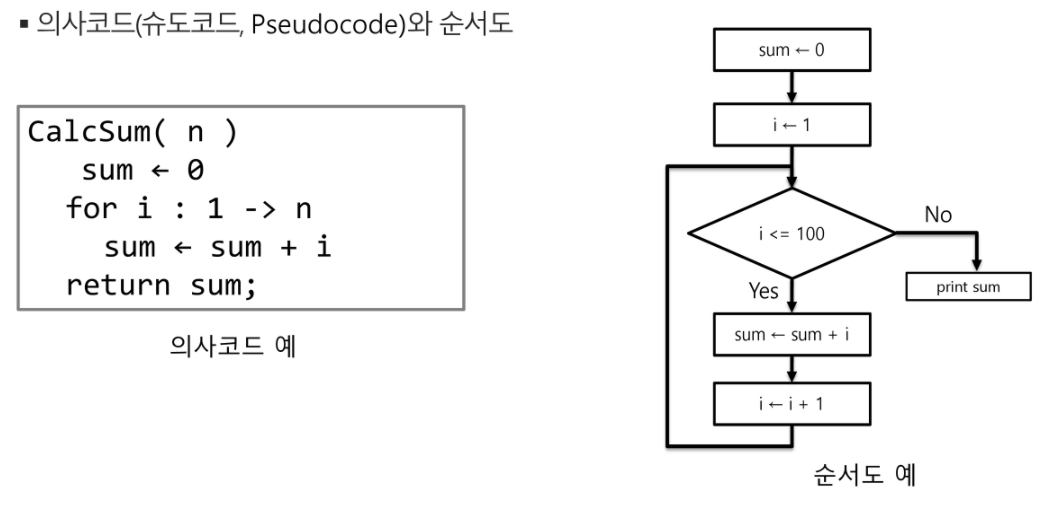 ▪ 의사코드(슈도코드, Pseudocode)와 순서도
CalcSum( n )
sum ← 0
for i : 1 -> n
sum ← sum + i
return sum;
의사코드 예
sum ← 0
i ← 1
i <= 100
No
print sum
Yes
sum ← sum + i
i ← i + 1
순서도 예